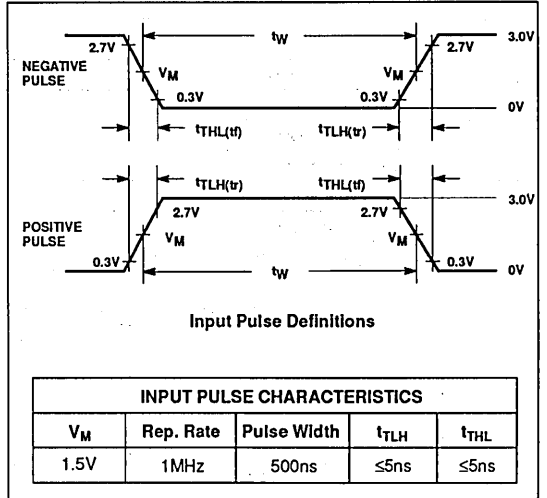 tW
3.0V
2.7V
2.7V
NEGATIVE
PULSE
VM
VM
0.3V
0.3V
0V
tTHL(tf)
tTLH(tr)
tTLH(tr)
tTHL(tf)
3.0V
2.7V
2.7V
POSITIVE
PULSE
VM
VM
0.3V
0.3V
tW
0V
Input Pulse Definitions
INPUT PULSE CHARACTERISTICS
VM Rep. Rate Pulse Width tTLH tTHL
1.5V 1MHz 500ns ≤5ns ≤5ns